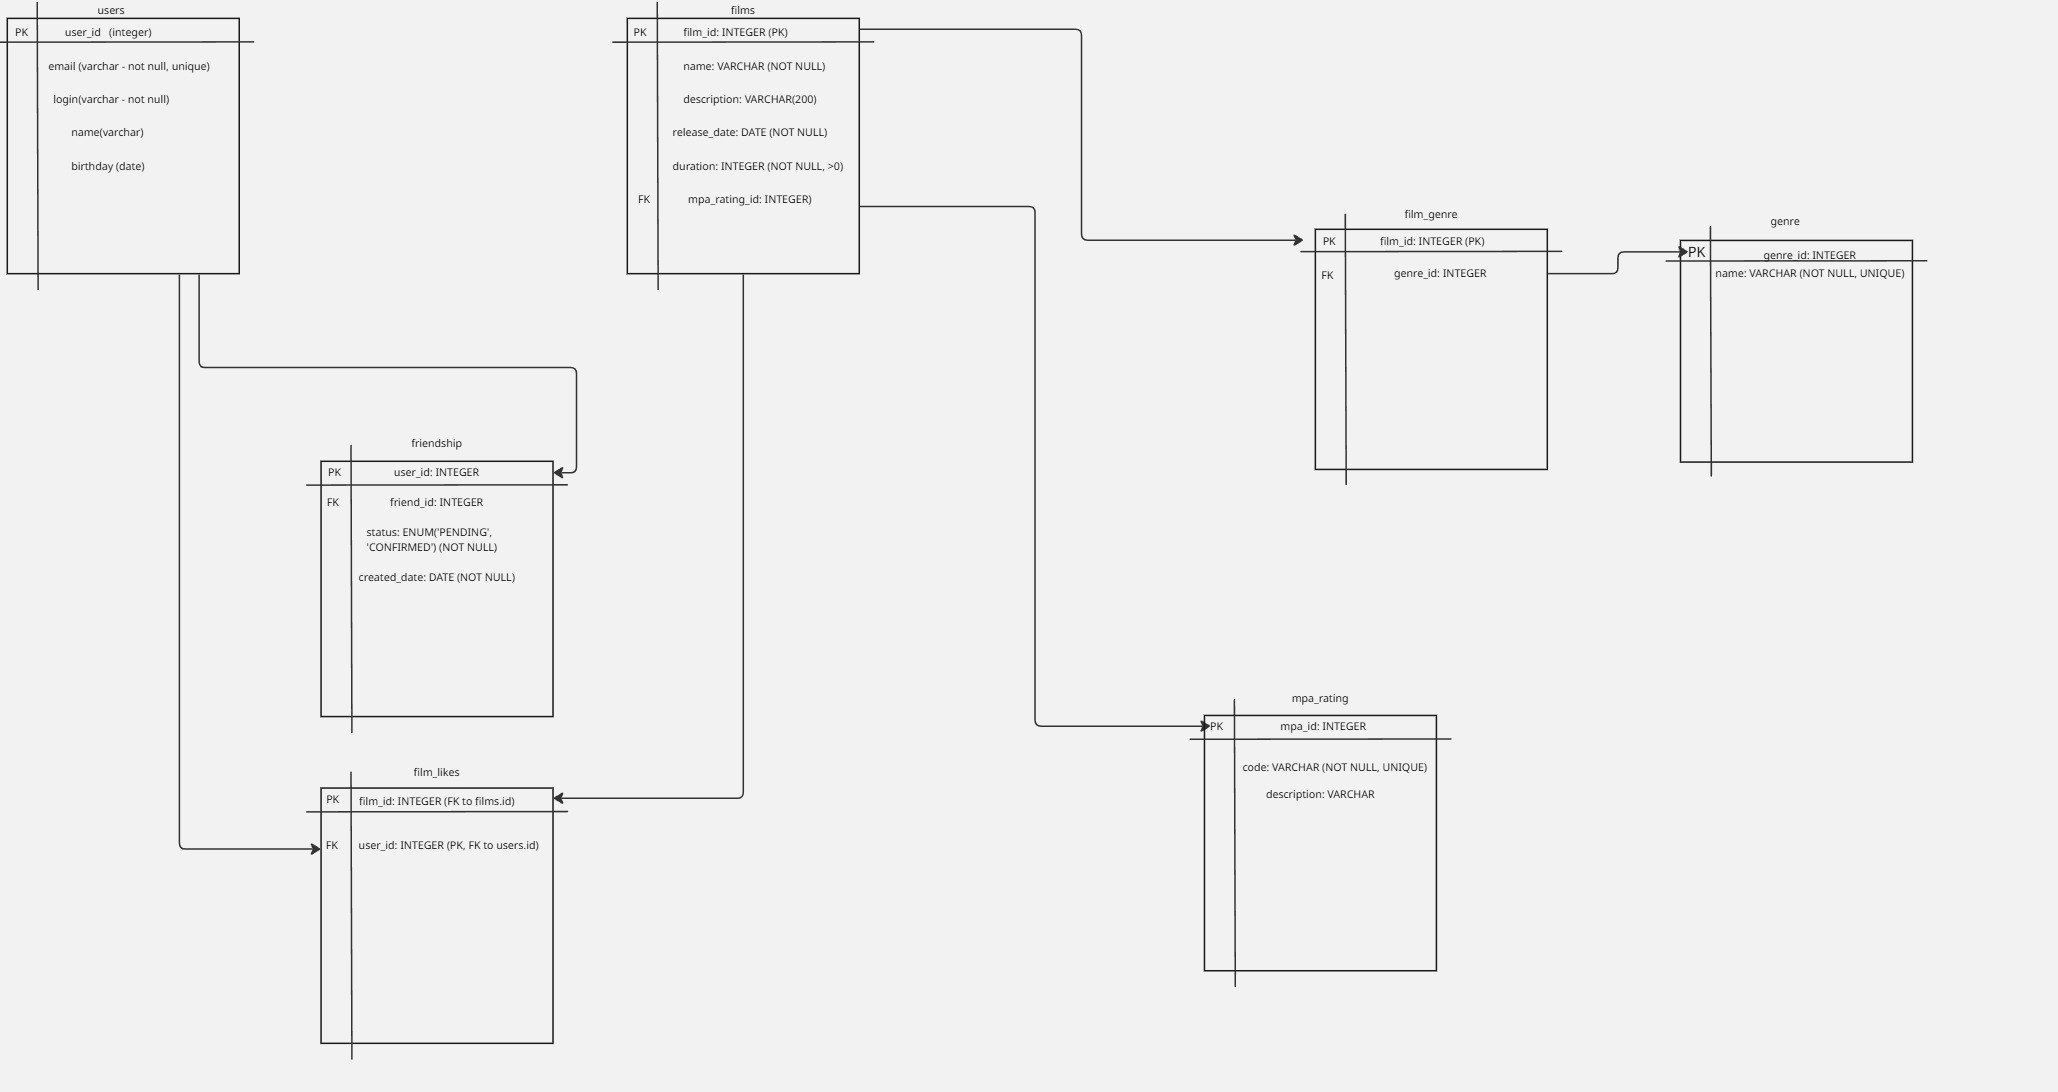 users
PK user_id (integer)
email (varchar - not null, unique)
login(varchar - not null)
name(varchar)
birthday (date)
films
PK film_id: INTEGER (PK)
name: VARCHAR (NOT NULL)
description: VARCHAR(200)
release_date: DATE (NOT NULL)
duration: INTEGER (NOT NULL, >0)
FK mpa_rating_id: INTEGER)
film_genre
PK film_id: INTEGER (PK)
FK genre_id: INTEGER
genre
PK genre_id: INTEGER
name: VARCHAR (NOT NULL, UNIQUE)
friendship
PK user_id: INTEGER
FK friend_id: INTEGER
status: ENUM('PENDING',
'CONFIRMED') (NOT NULL)
created_date: DATE (NOT NULL)
mpa_rating
PK mpa_id: INTEGER
code: VARCHAR (NOT NULL, UNIQUE)
description: VARCHAR
film_likes
PK film_id: INTEGER (FK to films.id)
FK user_id: INTEGER (PK, FK to users.id)